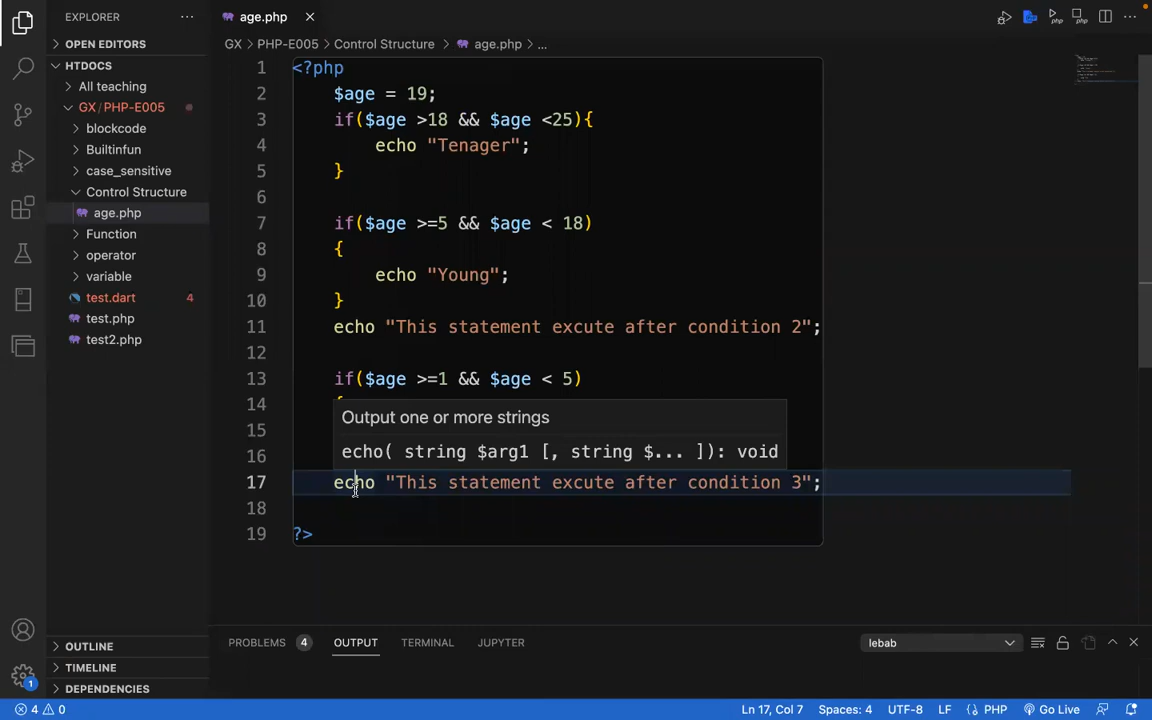 EXPLORER
age.php
OPEN EDITORS
GX > PHP-E005 > Control Structure > age.php > ...
HTDOCS
All teaching
GX / PHP-E005
blockcode
Builtinfun
case_sensitive
Control Structure
age.php
Function
operator
variable
test.dart 4
test.php
test2.php
OUTLINE
TIMELINE
DEPENDENCIES
1 <?php
2 $age = 19;
3 if($age >18 && $age <25){
4 echo "Tenager";
5 }
6
7 if($age >=5 && $age < 18)
8 {
9 echo "Young";
10 }
11 echo "This statement excute after condition 2";
12
13 if($age >=1 && $age < 5)
14
15
16
Output one or more strings
echo( string $arg1 [, string $... ]): void
17 echo "This statement excute after condition 3";
18
19 ?>
PROBLEMS 4 OUTPUT TERMINAL JUPYTER lebab
1
4 0 Ln 17, Col 7 Spaces: 4 UTF-8 LF {} PHP Go Live